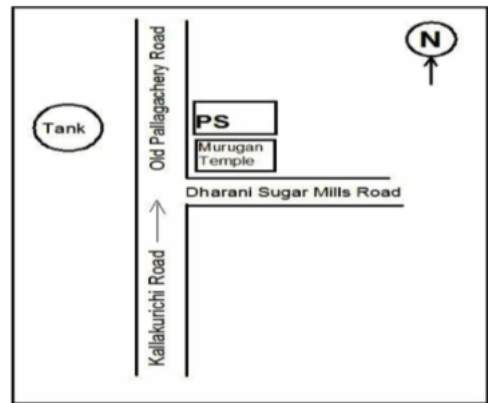 N
Old Pallagachery Road
PS
Tank
Murugan
Temple
Dharani Sugar Mills Road
Kallakurichi Road